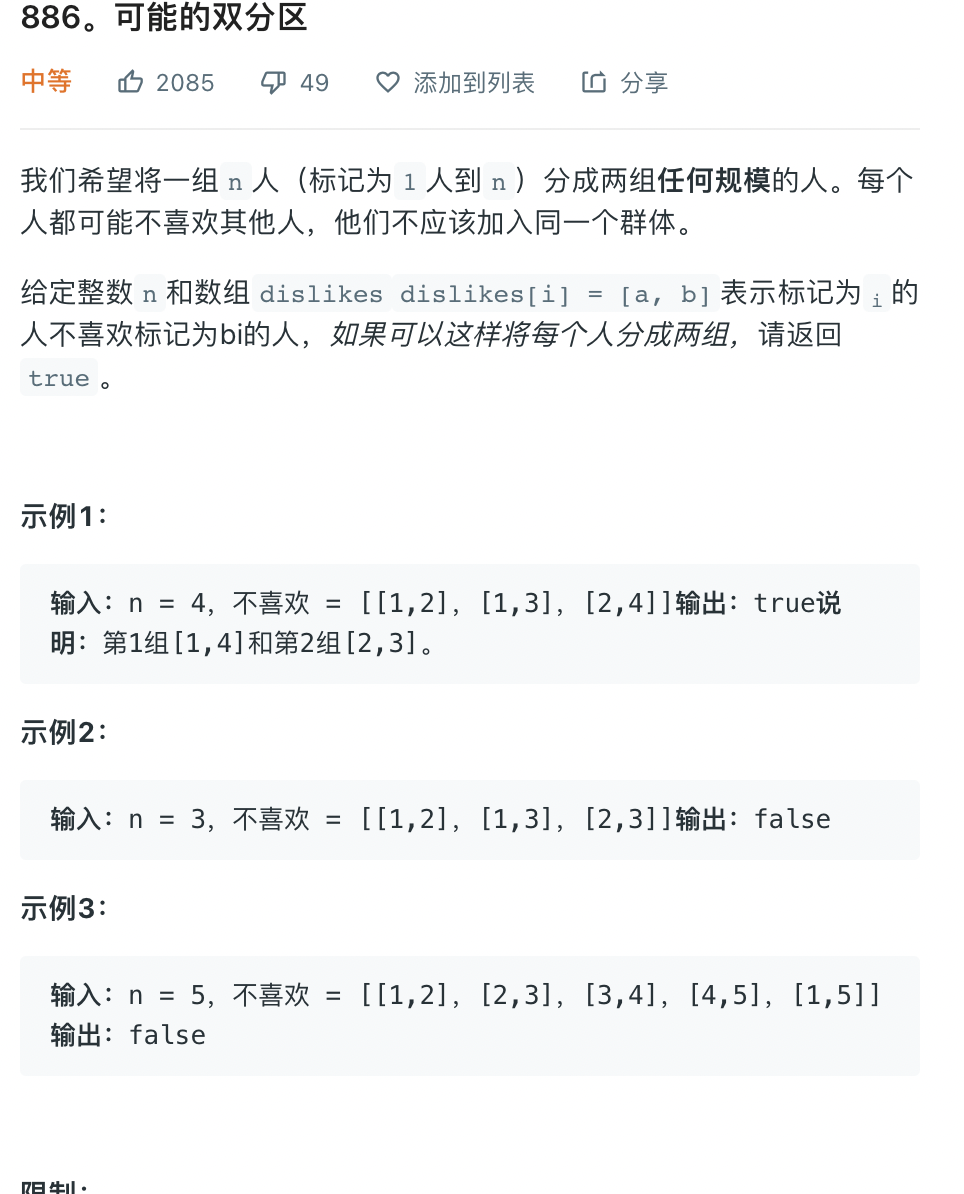 886。可能的双分区
中等 2085 49 添加到列表 分享
我们希望将一组 n 人（标记为 1 人到 n ）分成两组任何规模的人。每个
人都可能不喜欢其他人，他们不应该加入同一个群体。
给定整数 n 和数组 dislikes dislikes[i] = [a, b] 表示标记为 i 的
人不喜欢标记为bi的人，如果可以这样将每个人分成两组，请返回
true 。
示例1：
输入：n = 4，不喜欢 = [[1,2]，[1,3]，[2,4]]输出：true说
明：第1组[1,4]和第2组[2,3]。
示例2：
输入：n = 3，不喜欢 = [[1,2]，[1,3]，[2,3]]输出：false
示例3：
输入：n = 5，不喜欢 = [[1,2]，[2,3]，[3,4]，[4,5]，[1,5]]
输出：false
限制：